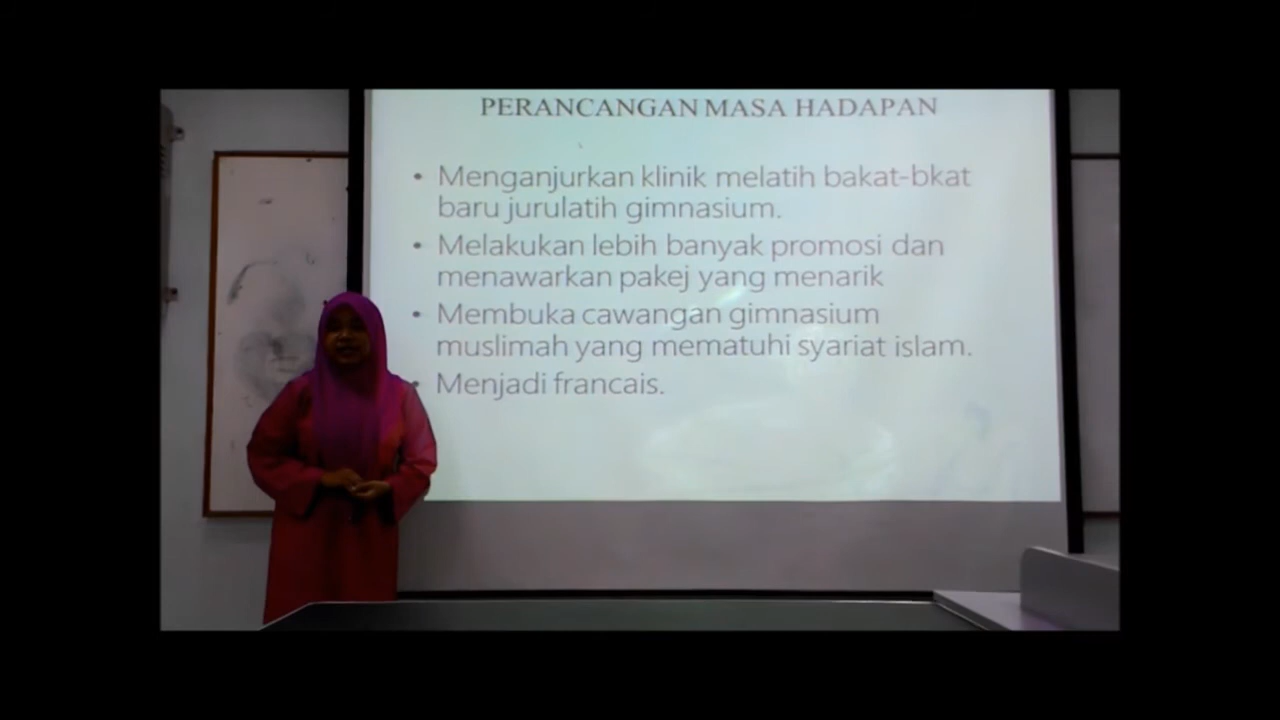 PERANCANGAN MASA HADAPAN
• Menganjurkan klinik melatih bakat-bkat
baru jurulatih gimnasium.
• Melakukan lebih banyak promosi dan
menawarkan pakej yang menarik
• Membuka cawangan gimnasium
muslimah yang mematuhi syariat islam.
• Menjadi francais.